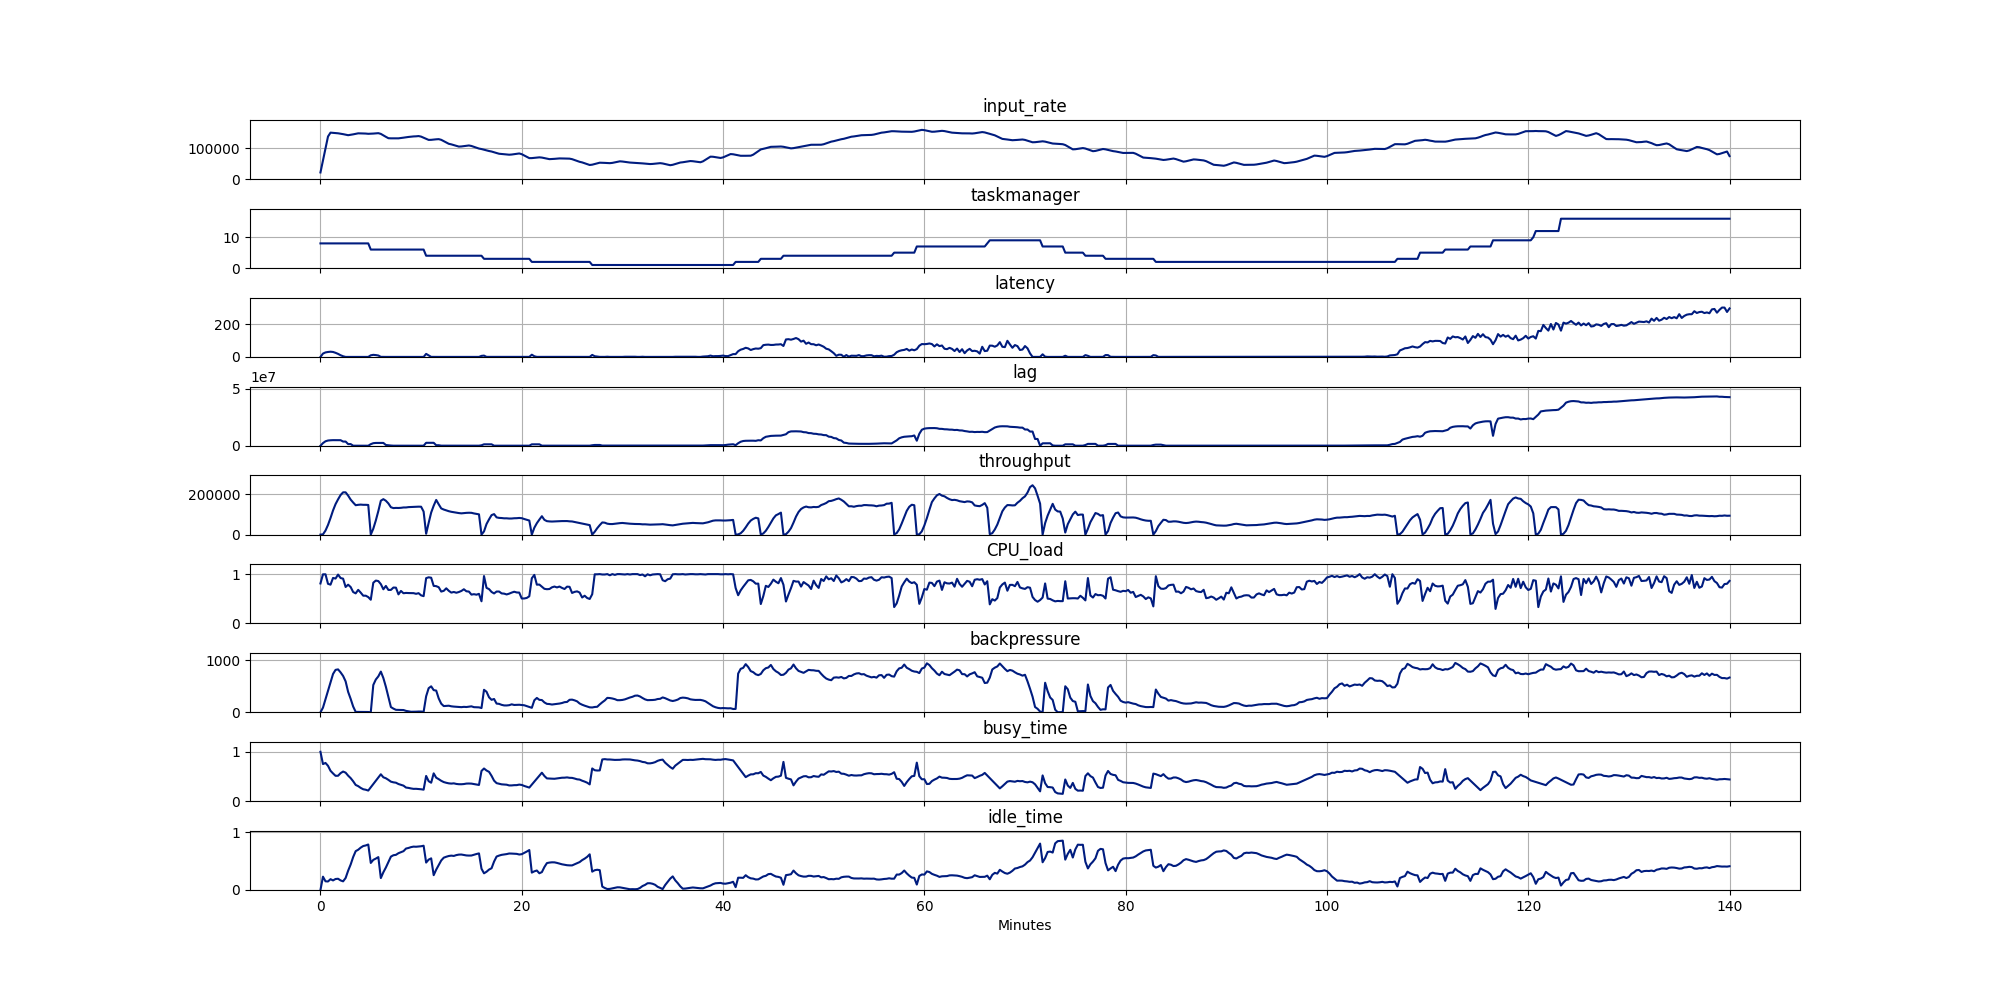 input_rate
100000
0
taskmanager
10
0
latency
200
0
1e7
lag
5
0
throughput
200000
0
CPU_load
1
0
backpressure
1000
0
busy_time
1
0
idle_time
1
0
0 20 40 60 80 100 120 140
Minutes